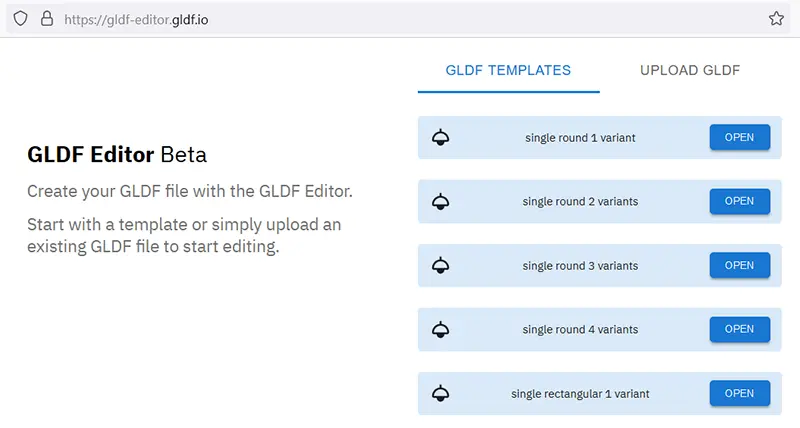 https://gldf-editor.gldf.io
GLDF TEMPLATES
UPLOAD GLDF
GLDF Editor Beta
Create your GLDF file with the GLDF Editor.
Start with a template or simply upload an
existing GLDF file to start editing.
single round 1 variant
OPEN
single round 2 variants
OPEN
single round 3 variants
OPEN
single round 4 variants
OPEN
single rectangular 1 variant
OPEN